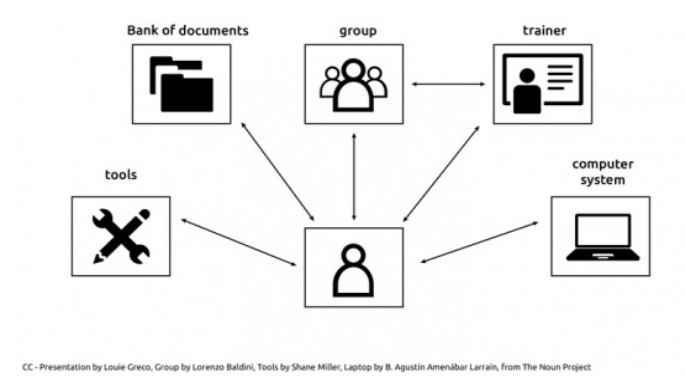 Bank of documents
group
trainer
tools
computer
system
CC - Presentation by Louie Greco, Group by Lorenzo Baldini, Tools by Shane Miller, Laptop by B. Agustín Amenábar Larraín, from The Noun Project